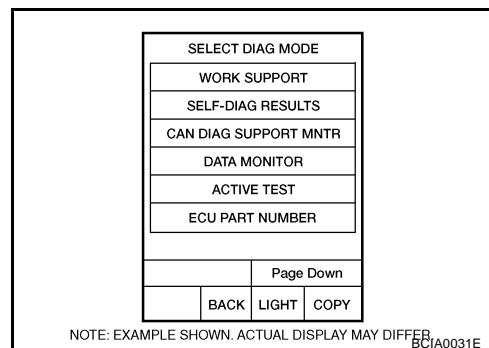 SELECT DIAG MODE
WORK SUPPORT
SELF-DIAG RESULTS
CAN DIAG SUPPORT MNTR
DATA MONITOR
ACTIVE TEST
ECU PART NUMBER
Page Down
BACK LIGHT COPY
NOTE: EXAMPLE SHOWN. ACTUAL DISPLAY MAY DIFFER.
BCIA0031E